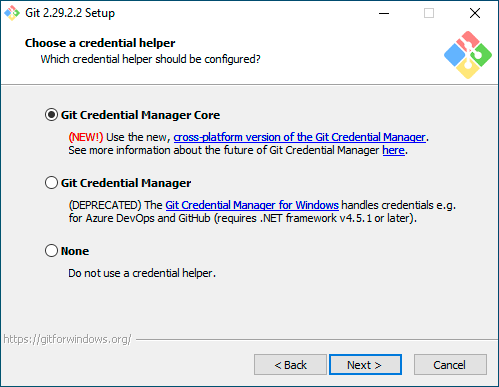 Git 2.29.2.2 Setup
Choose a credential helper
Which credential helper should be configured?
Git Credential Manager Core
(NEW!) Use the new, cross-platform version of the Git Credential Manager.
See more information about the future of Git Credential Manager here.
Git Credential Manager
(DEPRECATED) The Git Credential Manager for Windows handles credentials e.g.
for Azure DevOps and GitHub (requires .NET framework v4.5.1 or later).
None
Do not use a credential helper.
https://gitforwindows.org/
< Back
Next >
Cancel